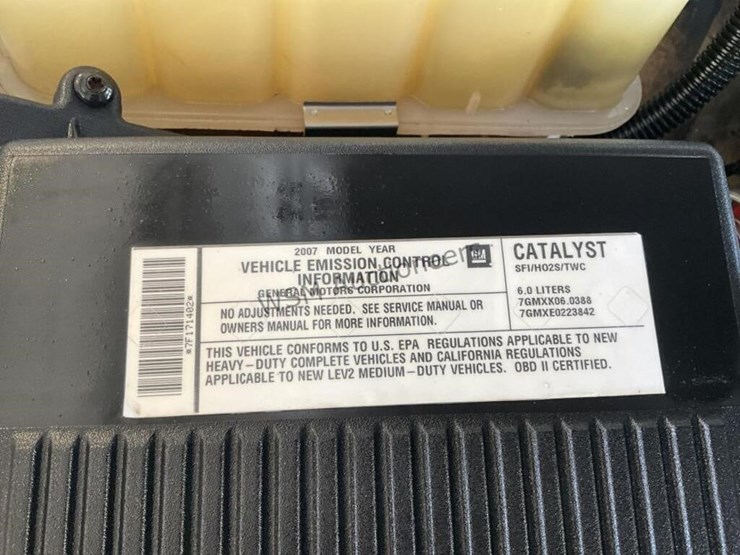 *7F171402*
2007 MODEL YEAR
VEHICLE EMISSION CONTROL
INFORMATION
GENERAL MOTORS CORPORATION
GM
NO ADJUSTMENTS NEEDED. SEE SERVICE MANUAL OR
OWNERS MANUAL FOR MORE INFORMATION.
CATALYST
SFI/HO2S/TWC
6.0 LITERS
7GMXK06.0388
7GMXE0223842
THIS VEHICLE CONFORMS TO U.S. EPA REGULATIONS APPLICABLE TO NEW
HEAVY-DUTY COMPLETE VEHICLES AND CALIFORNIA REGULATIONS
APPLICABLE TO NEW LEV2 MEDIUM-DUTY VEHICLES. OBD II CERTIFIED.